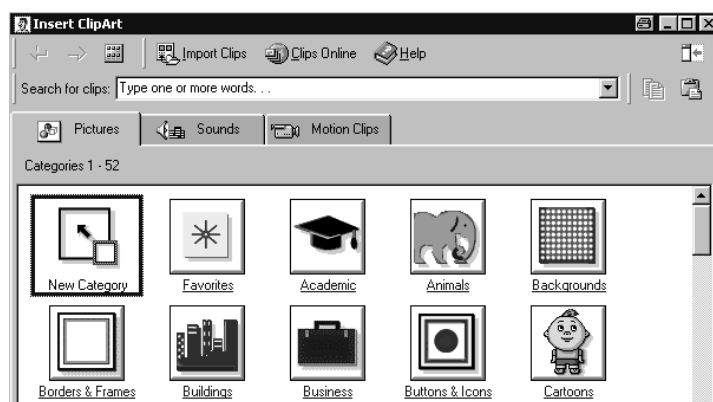 Insert ClipArt
Import Clips Clips Online Help
Search for clips: Type one or more words. . .
Pictures Sounds Motion Clips
Categories 1 - 52
New Category Favorites Academic Animals Backgrounds
Borders & Frames Buildings Business Buttons & Icons Cartoons